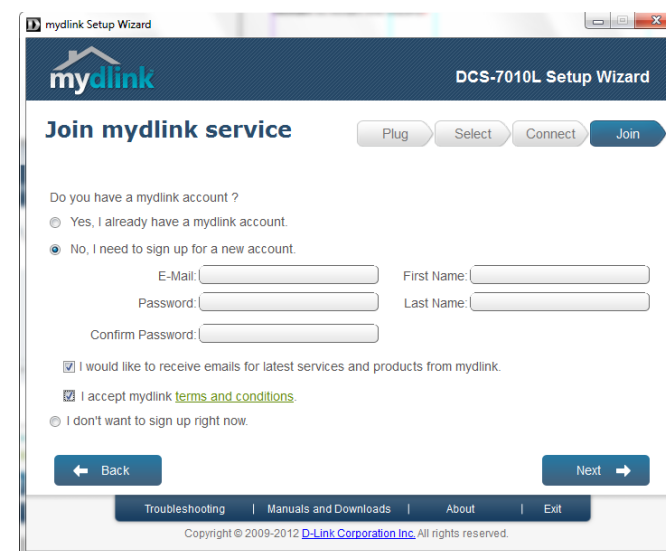 mydlink Setup Wizard
mydlink
DCS-7010L Setup Wizard
Join mydlink service
Plug Select Connect Join
Do you have a mydlink account ?
Yes, I already have a mydlink account.
No, I need to sign up for a new account.
E-Mail: First Name:
Password: Last Name:
Confirm Password:
I would like to receive emails for latest services and products from mydlink.
I accept mydlink terms and conditions.
I don't want to sign up right now.
Back Next
Troubleshooting | Manuals and Downloads | About | Exit
Copyright © 2009-2012 D-Link Corporation Inc. All rights reserved.